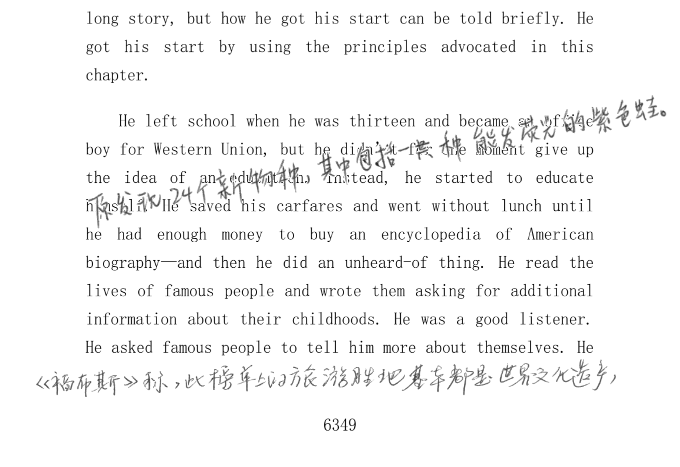 long story, but how he got his start can be told briefly. He
got his start by using the principles advocated in this
chapter.
He left school when he was thirteen and became an office
boy for Western Union, but he didn't for one moment give up
the idea of an education. Instead, he started to educate
himself. He saved his carfares and went without lunch until
he had enough money to buy an encyclopedia of American
biography—and then he did an unheard-of thing. He read the
lives of famous people and wrote them asking for additional
information about their childhoods. He was a good listener.
He asked famous people to tell him more about themselves. He
原发现24个新物种，其中包括一种能发荧光的紫色蛙。
《福布斯》称，此榜单上的旅游胜地基本都是世界文化遗产，
6349